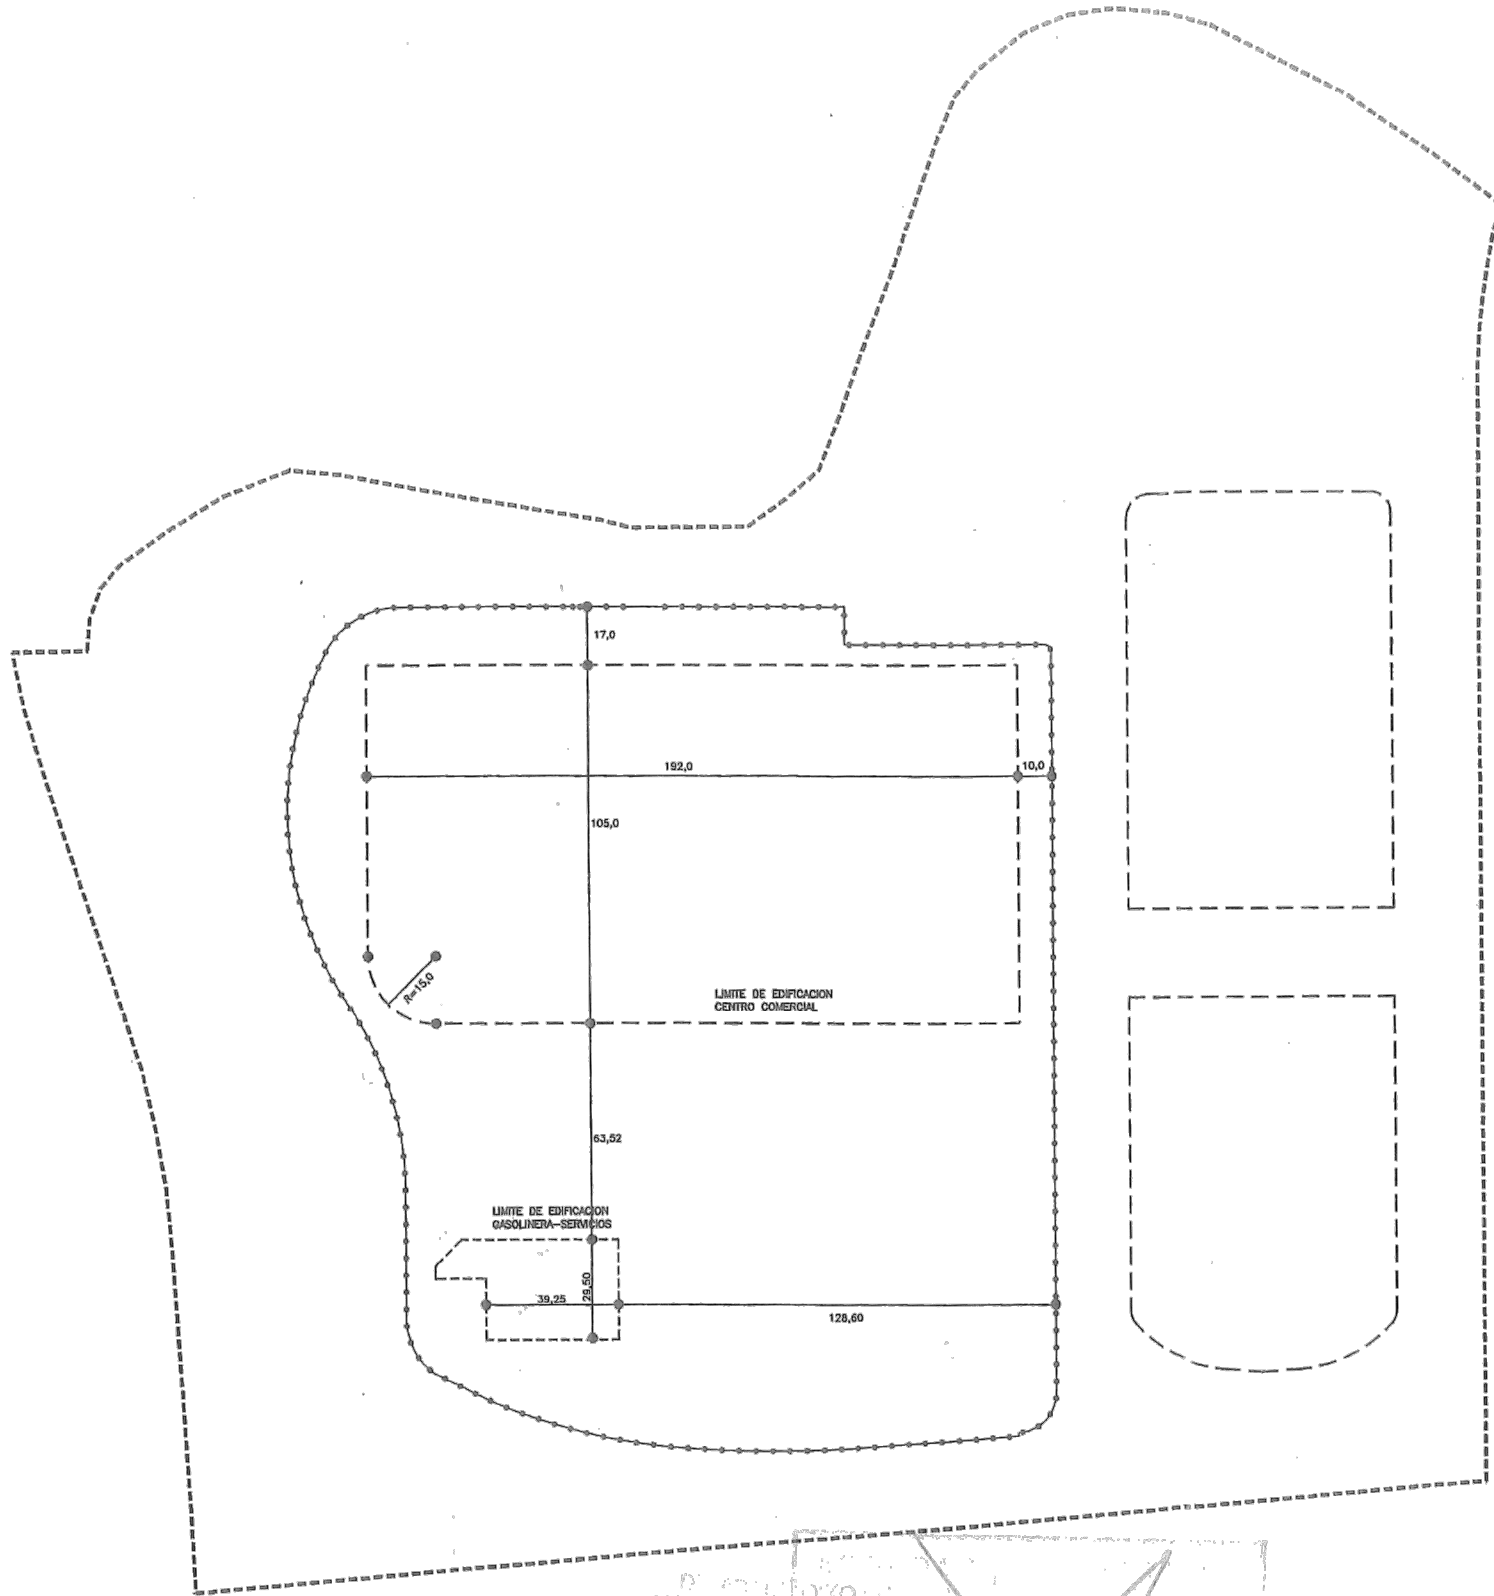 17,0
192,0
10,0
105,0
R=15,0
LIMITE DE EDIFICACION
CENTRO COMERCIAL
63,52
LIMITE DE EDIFICACION
GASOLINERA-SERVICIOS
29,50
39,25
128,60